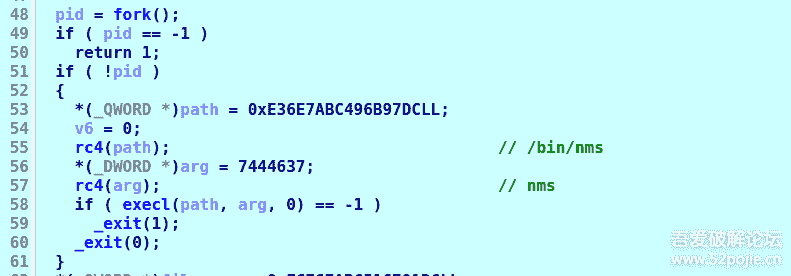 48 pid = fork();
49 if ( pid == -1 )
50 return 1;
51 if ( !pid )
52 {
53 *(_QWORD *)path = 0xE36E7ABC496B97DCLL;
54 v6 = 0;
55 rc4(path); // /bin/nms
56 *(_DWORD *)arg = 7444637;
57 rc4(arg); // nms
58 if ( execl(path, arg, 0) == -1 )
59 _exit(1);
60 _exit(0);
61 }
吾爱破解论坛
www.52pojie.cn